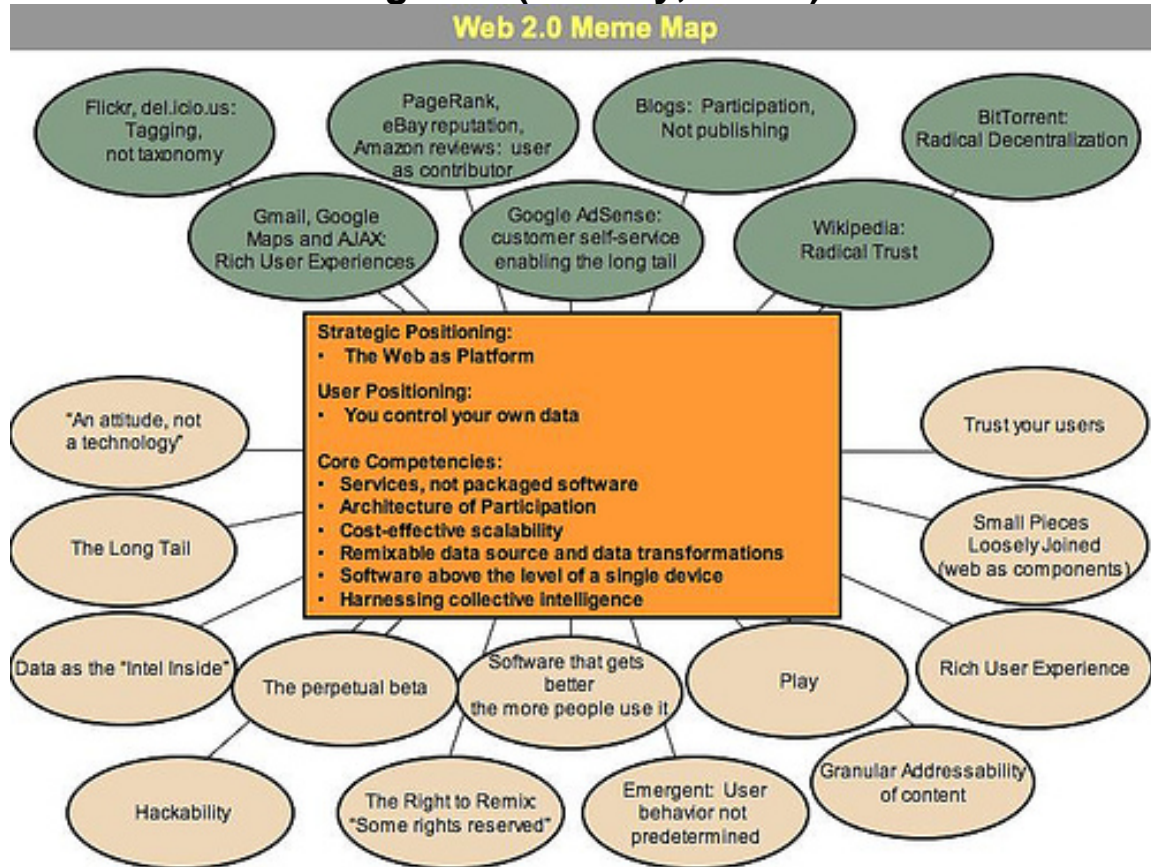 Web 2.0 Meme Map
Flickr, del.icio.us:
Tagging,
not taxonomy
PageRank,
eBay reputation,
Amazon reviews: user
as contributor
Blogs: Participation,
Not publishing
BitTorrent:
Radical Decentralization
Gmail, Google
Maps and AJAX:
Rich User Experiences
Google AdSense:
customer self-service
enabling the long tail
Wikipedia:
Radical Trust
Strategic Positioning:
• The Web as Platform
User Positioning:
• You control your own data
Core Competencies:
• Services, not packaged software
• Architecture of Participation
• Cost-effective scalability
• Remixable data source and data transformations
• Software above the level of a single device
• Harnessing collective intelligence
"An attitude, not
a technology"
Trust your users
The Long Tail
Small Pieces
Loosely Joined
(web as components)
Data as the "Intel Inside"
The perpetual beta
Software that gets
better
the more people use it
Play
Rich User Experience
Hackability
The Right to Remix:
"Some rights reserved"
Emergent: User
behavior not
predetermined
Granular Addressability
of content